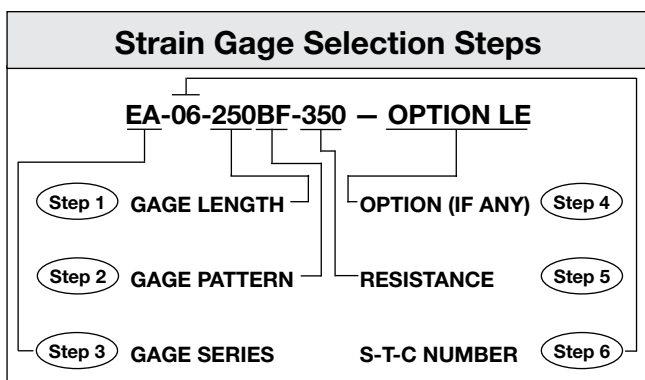 Strain Gage Selection Steps
EA-06-250BF-350 — OPTION LE
Step 1 GAGE LENGTH OPTION (IF ANY) Step 4
Step 2 GAGE PATTERN RESISTANCE Step 5
Step 3 GAGE SERIES S-T-C NUMBER Step 6